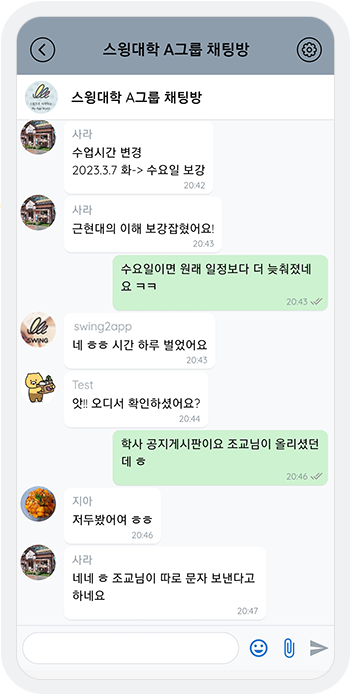 스윙대학 A그룹 채팅방
스윙대학 A그룹 채팅방
사라
수업시간 변경
2023.3.7 화-> 수요일 보강
20:42
사라
근현대의 이해 보강잡혔어요!
20:43
수요일이면 원래 일정보다 더 늦춰졌네
요 ㅋㅋ
20:43
SWING
swing2app
네 ㅎㅎ 시간 하루 벌었어요
20:43
Test
앗!! 오디서 확인하셨어요?
20:44
학사 공지게시판이요 조교님이 올리셨던
데 ㅎ
20:46
지아
저두봤어여 ㅎㅎ
20:46
사라
네네 ㅎ 조교님이 따로 문자 보낸다고
하네요
20:47